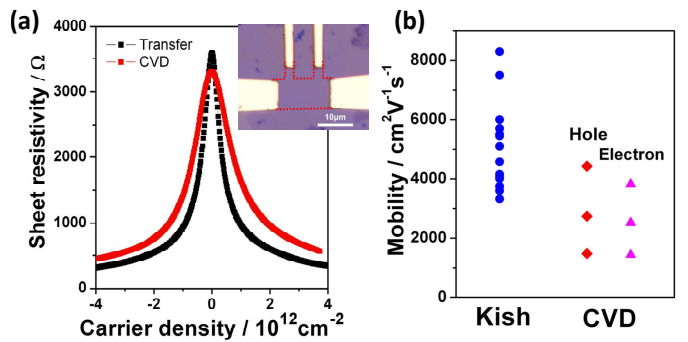 (a)
Sheet resistivity / Ω
4000
3000
2000
1000
0
Transfer
CVD
10μm
-4
-2
0
2
4
Carrier density / 10¹²cm⁻²
(b)
Mobility / cm²V⁻¹s⁻¹
8000
6000
4000
2000
0
Hole
Electron
Kish
CVD